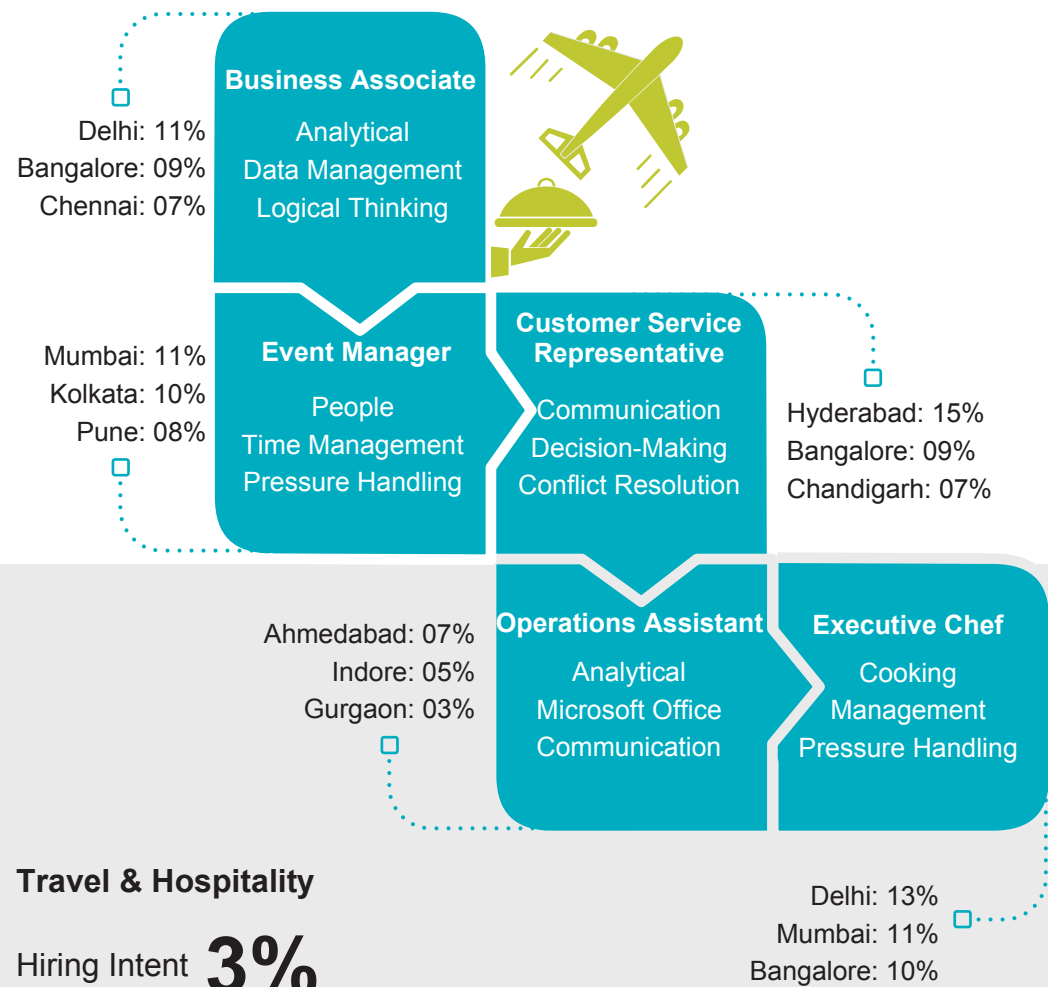 Business Associate
Analytical
Data Management
Logical Thinking
Delhi: 11%
Bangalore: 09%
Chennai: 07%
Event Manager
People
Time Management
Pressure Handling
Mumbai: 11%
Kolkata: 10%
Pune: 08%
Customer Service
Representative
Communication
Decision-Making
Conflict Resolution
Hyderabad: 15%
Bangalore: 09%
Chandigarh: 07%
Operations Assistant
Analytical
Microsoft Office
Communication
Ahmedabad: 07%
Indore: 05%
Gurgaon: 03%
Executive Chef
Cooking
Management
Pressure Handling
Delhi: 13%
Mumbai: 11%
Bangalore: 10%
Travel & Hospitality
Hiring Intent 3%